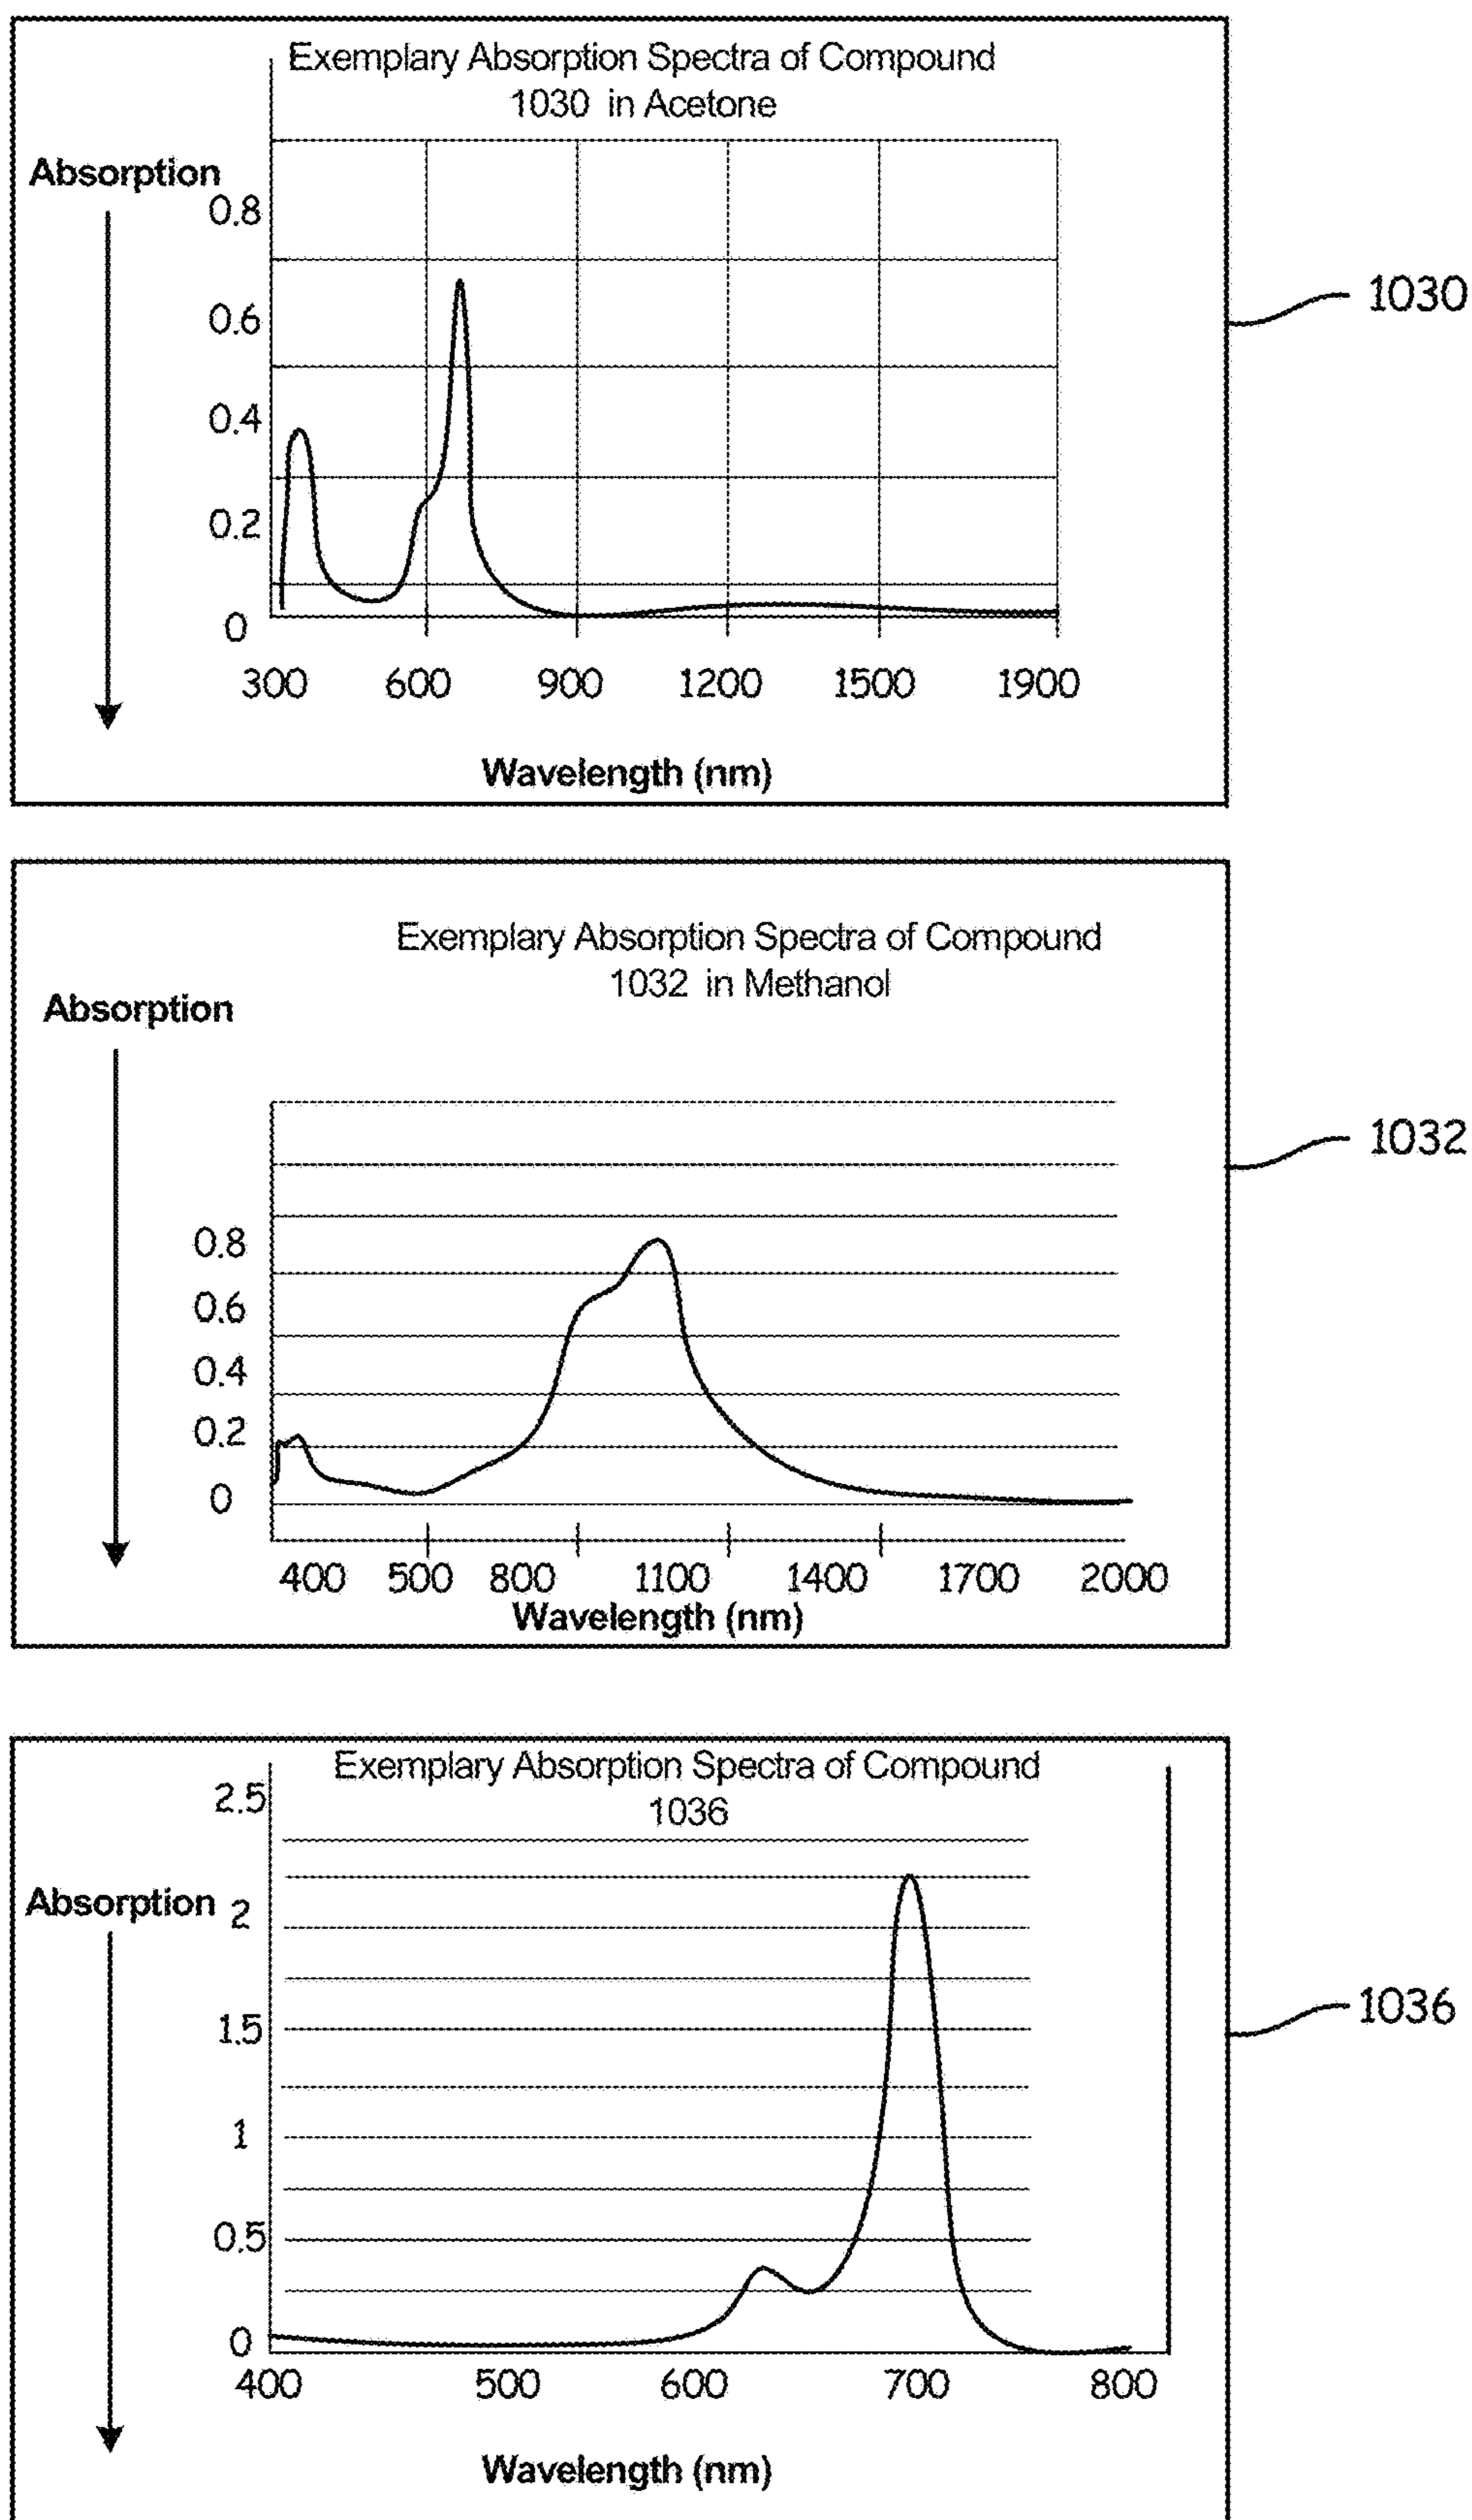 Exemplary Absorption Spectra of Compound
1030 in Acetone
Absorption
0.8
0.6
0.4
0.2
0
300 600 900 1200 1500 1900
Wavelength (nm)
1030
Exemplary Absorption Spectra of Compound
1032 in Methanol
Absorption
0.8
0.6
0.4
0.2
0
400 500 800 1100 1400 1700 2000
Wavelength (nm)
1032
Exemplary Absorption Spectra of Compound
1036
2.5
Absorption
2
1.5
1
0.5
0
400 500 600 700 800
Wavelength (nm)
1036